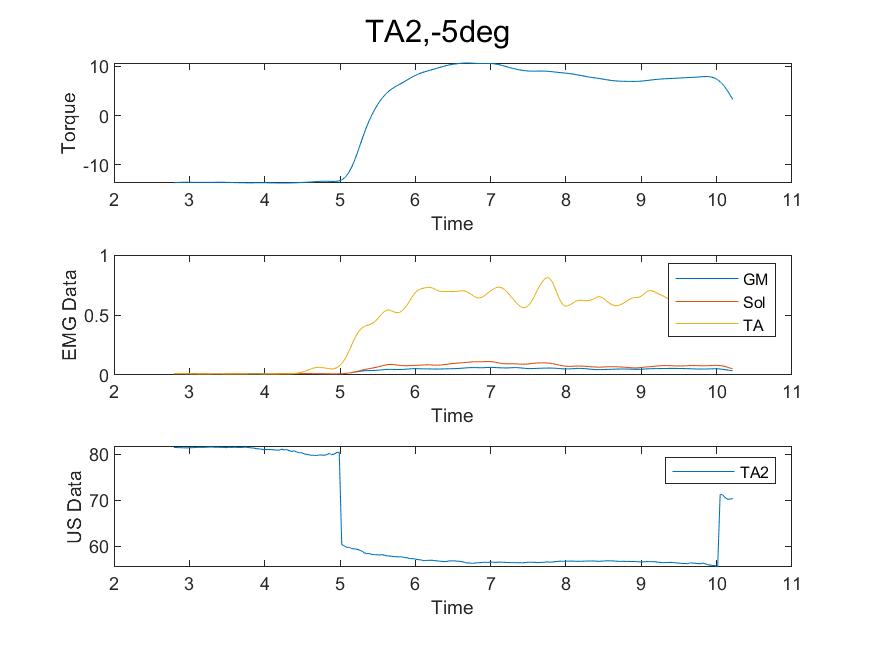 TA2,-5deg
10
0
-10
Torque
2 3 4 5 6 7 8 9 10 11
Time
1
0.5
0
EMG Data
GM
Sol
TA
2 3 4 5 6 7 8 9 10 11
Time
80
70
60
US Data
TA2
2 3 4 5 6 7 8 9 10 11
Time